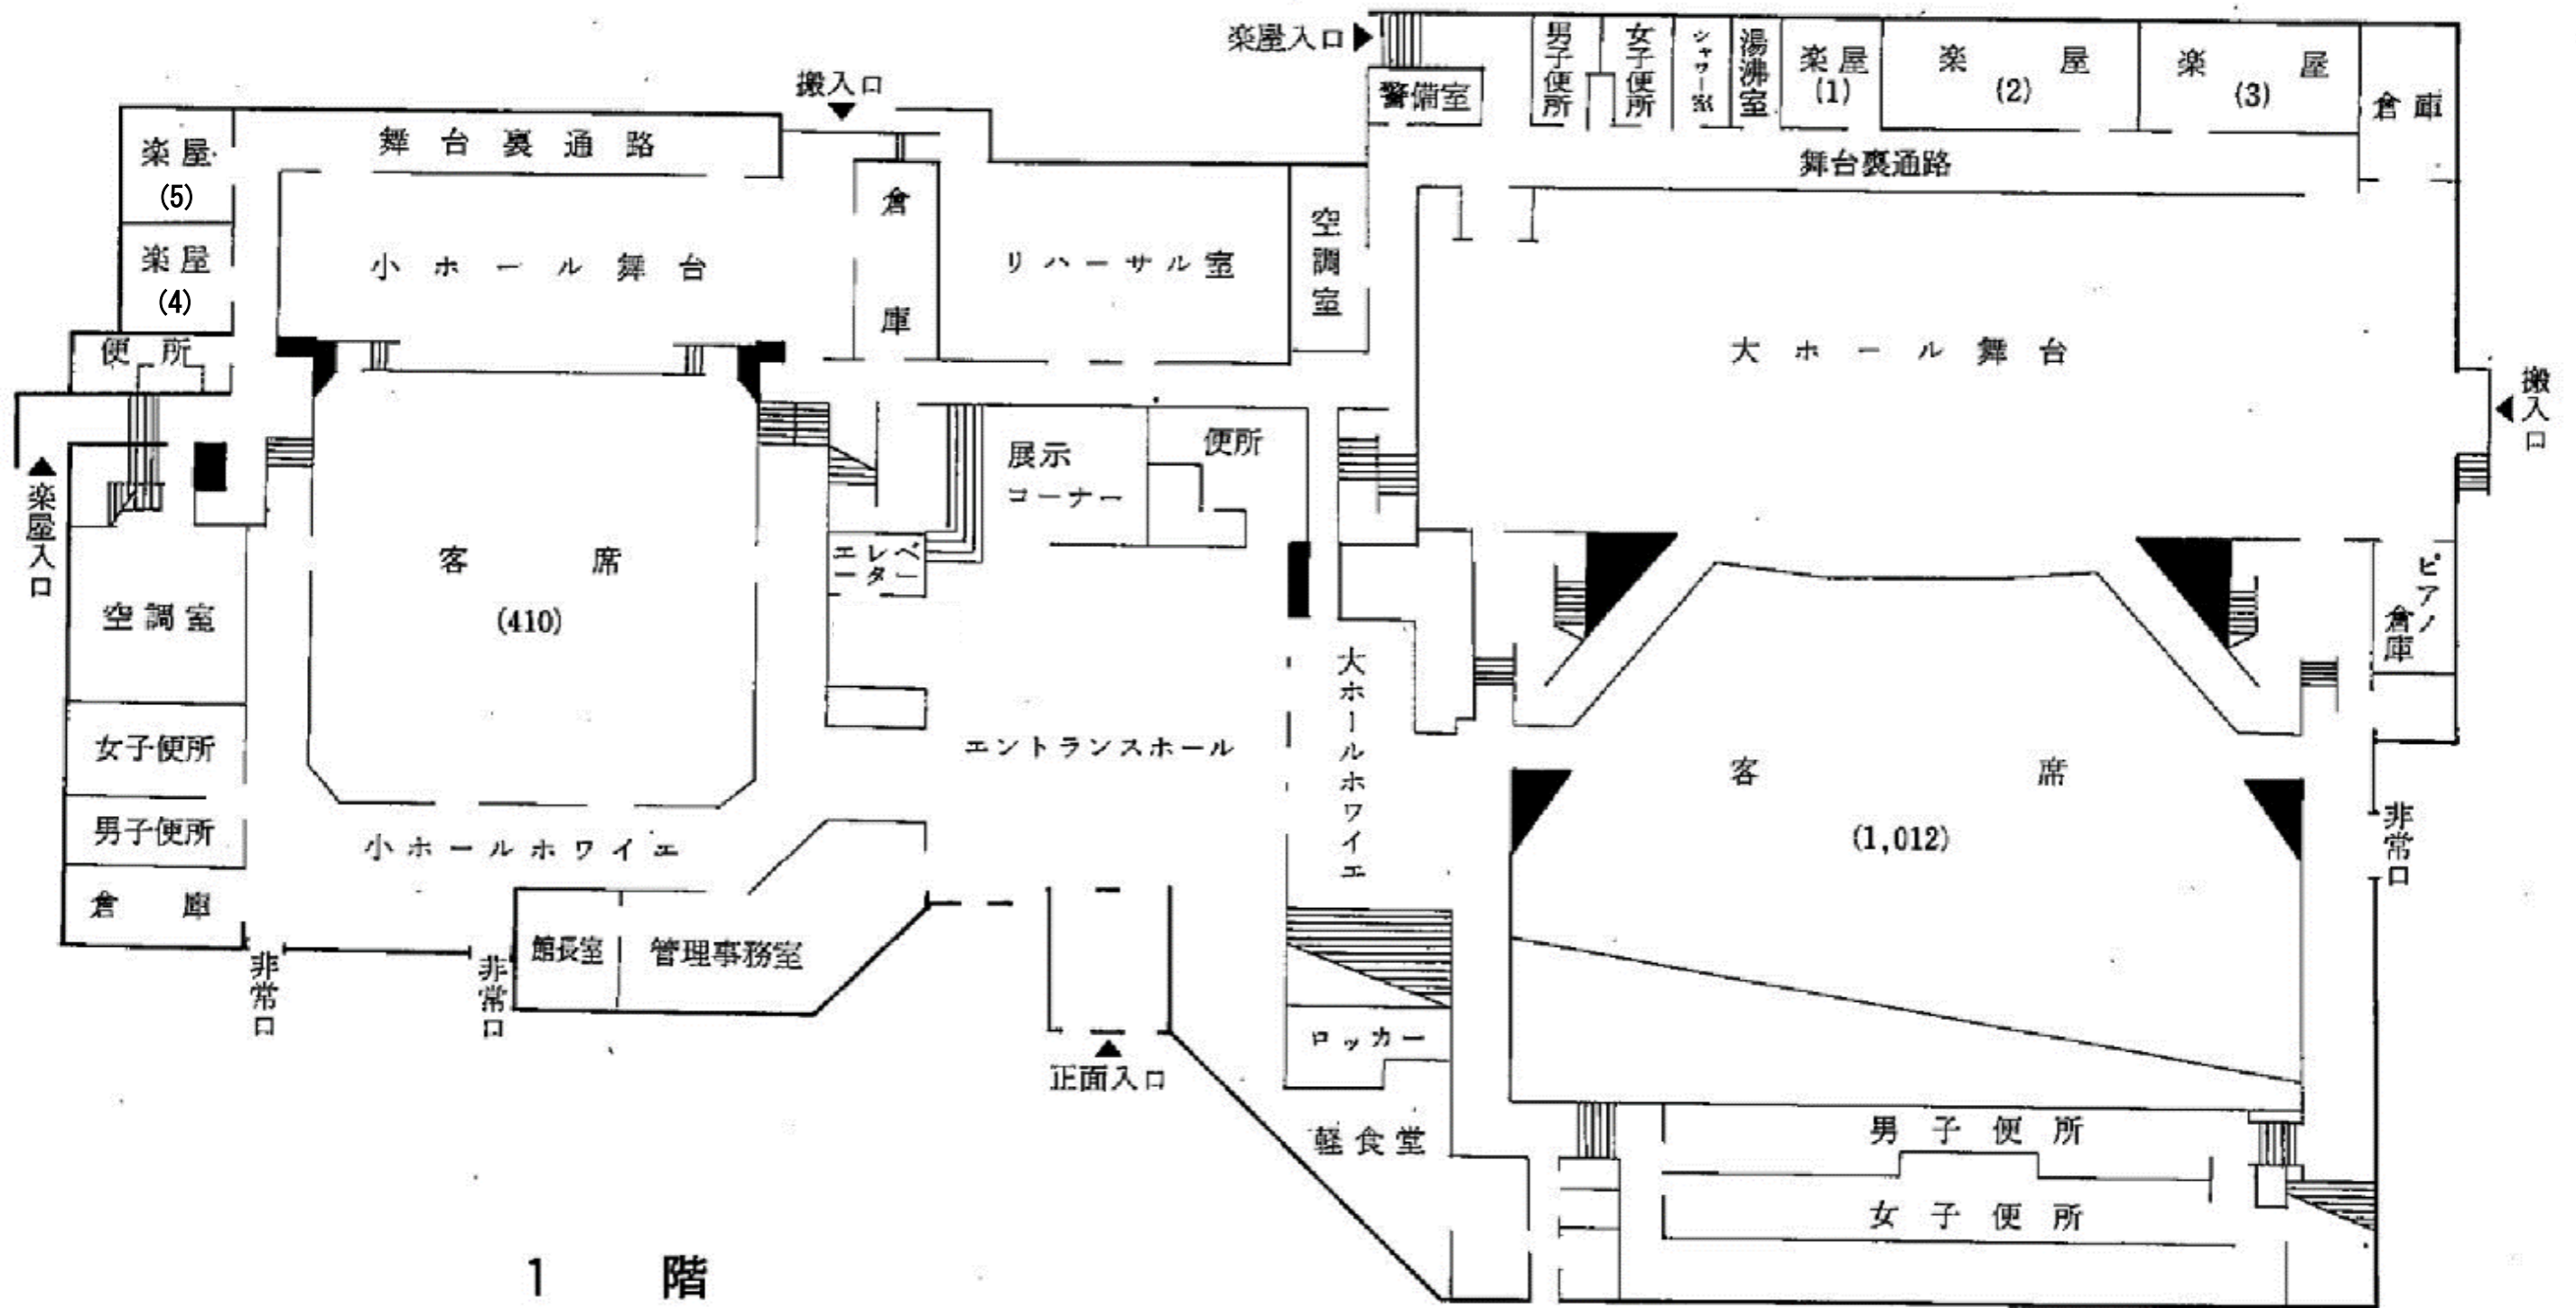 楽屋入口
男子便所
女子便所
シャワー室
湯沸室
楽屋
(1)
楽屋
(2)
楽屋
(3)
倉庫
警備室
搬入口
楽屋
(5)
舞台裏通路
舞台裏通路
倉庫
楽屋
(4)
小ホール舞台
リハーサル室
空調室
大ホール舞台
便所
搬入口
楽屋入口
展示
コーナー
便所
客席
(410)
エレベーター
空調室
ピアノ
倉庫
大ホールホワイエ
女子便所
エントランスホール
客席
(1,012)
男子便所
小ホールホワイエ
非常口
倉庫
館長室
管理事務室
非常口
非常口
ロッカー
正面入口
軽食堂
男子便所
女子便所
1階